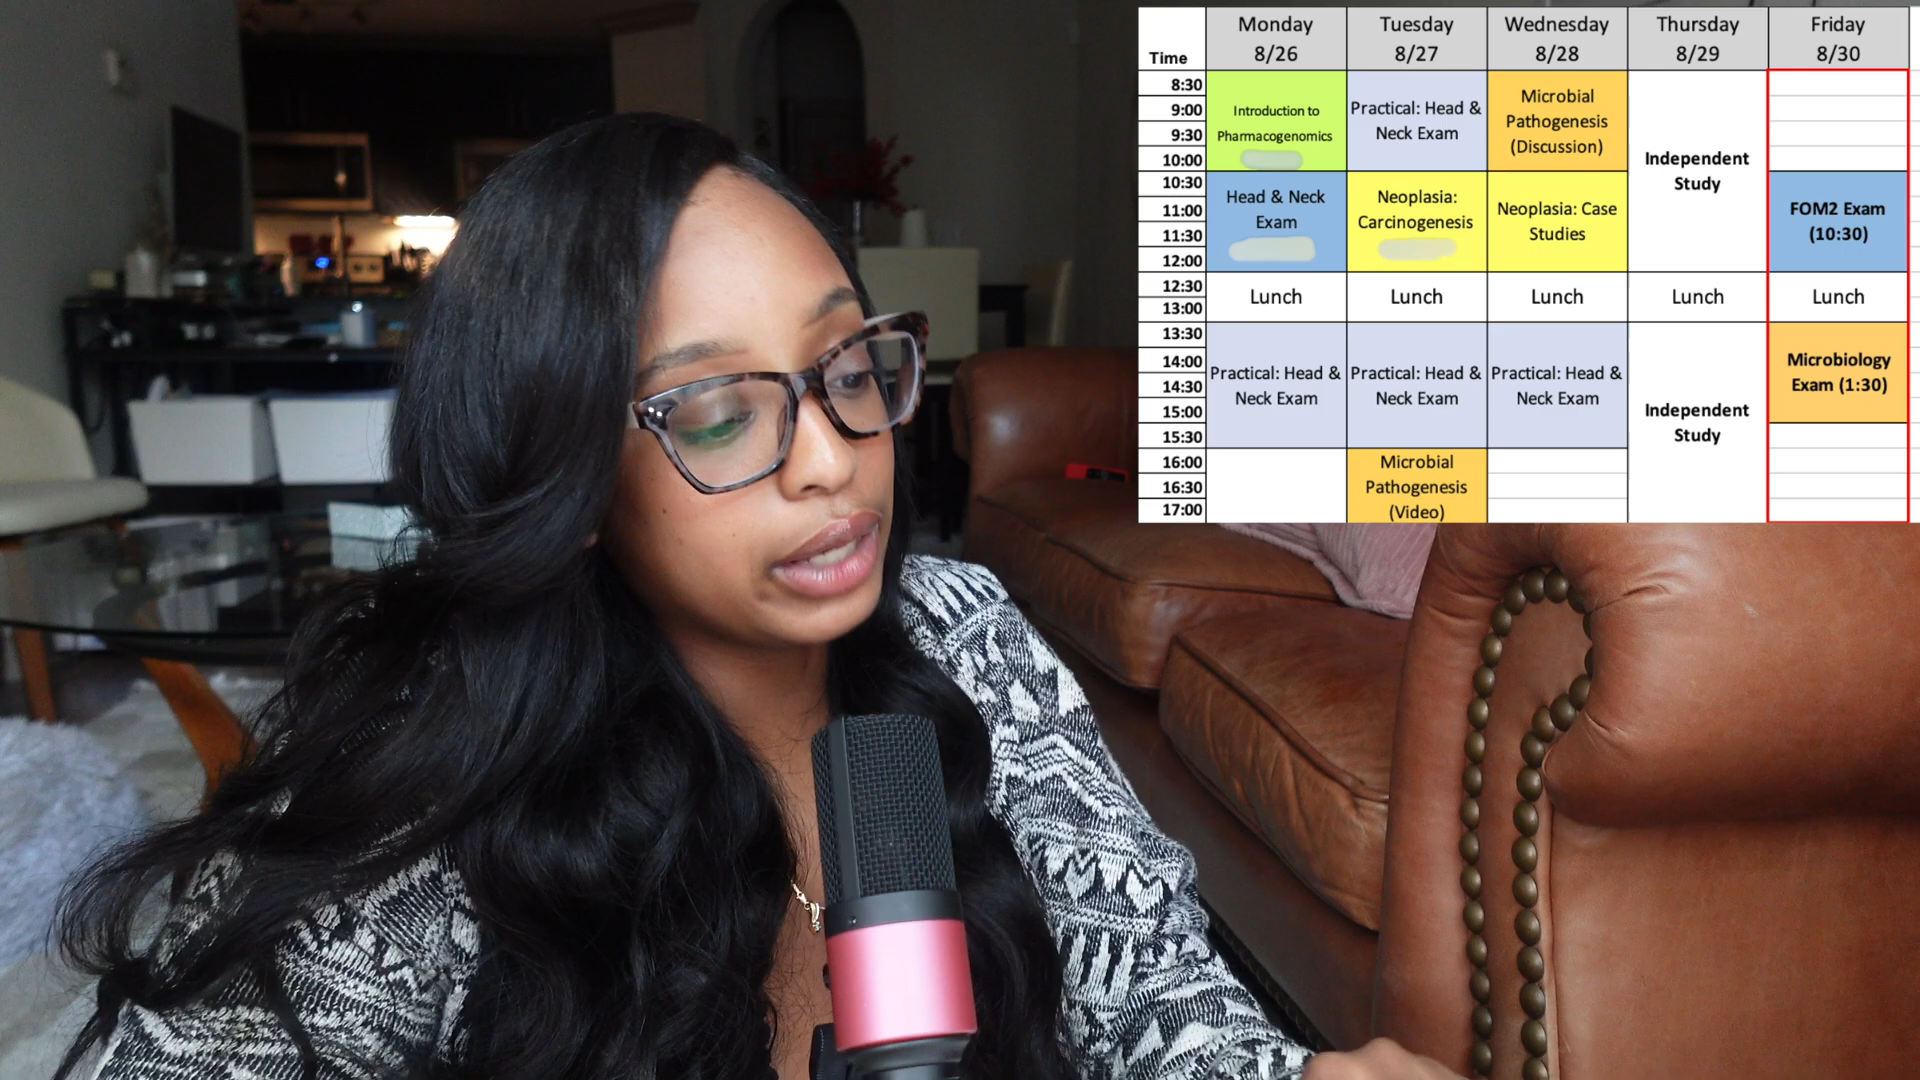 Monday
8/26
Tuesday
8/27
Wednesday
8/28
Thursday
8/29
Friday
8/30
Time
8:30
9:00
9:30
10:00
10:30
11:00
11:30
12:00
12:30
13:00
13:30
14:00
14:30
15:00
15:30
16:00
16:30
17:00
Introduction to
Pharmacogenomics
Head & Neck
Exam
Lunch
Practical: Head &
Neck Exam
Practical: Head &
Neck Exam
Neoplasia:
Carcinogenesis
Lunch
Practical: Head &
Neck Exam
Microbial
Pathogenesis
(Video)
Microbial
Pathogenesis
(Discussion)
Neoplasia: Case
Studies
Lunch
Practical: Head &
Neck Exam
Independent
Study
Lunch
Independent
Study
FOM2 Exam
(10:30)
Lunch
Microbiology
Exam (1:30)